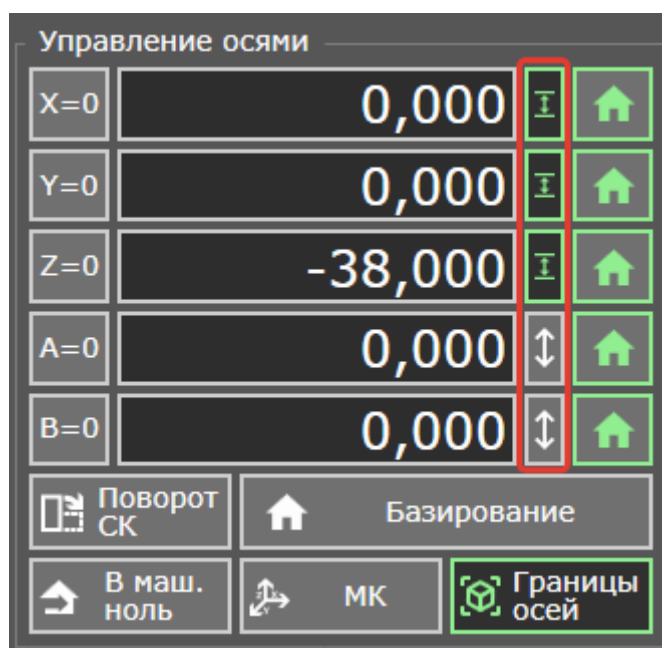 Управление осями
X=0 0,000
Y=0 0,000
Z=0 -38,000
A=0 0,000
B=0 0,000
Поворот
СК
Базирование
В маш.
ноль
МК
Границы
осей